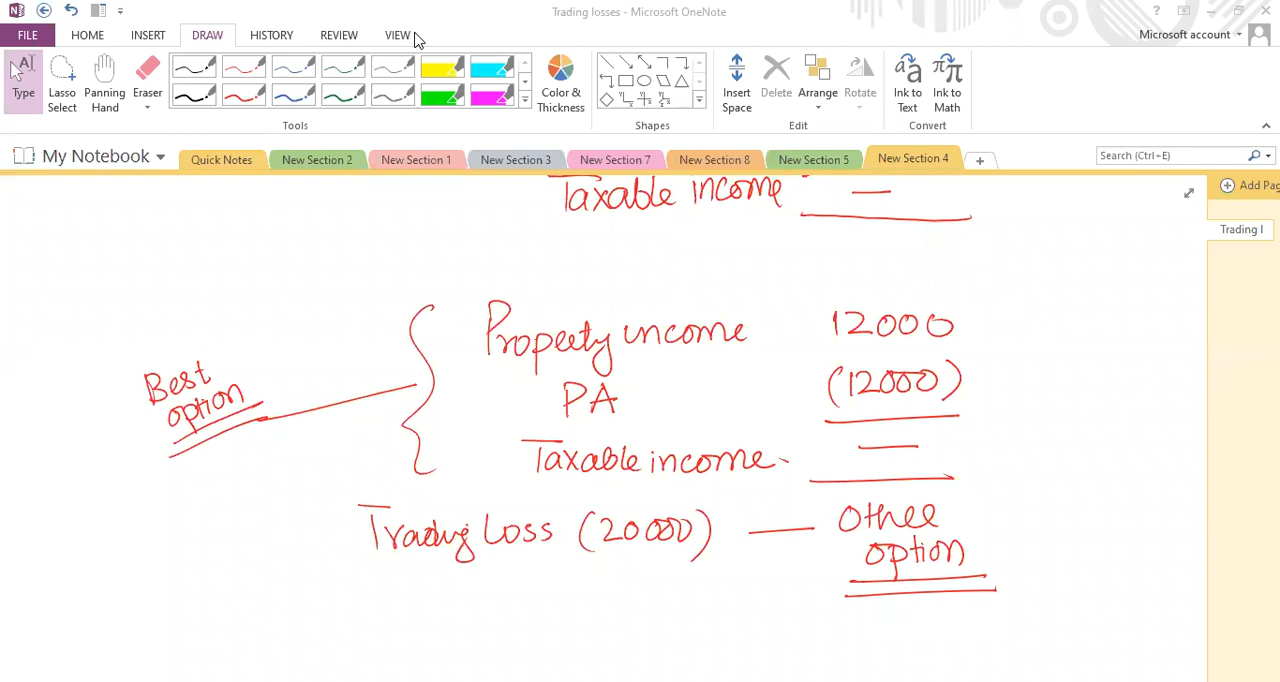 Trading losses - Microsoft OneNote
FILE HOME INSERT DRAW HISTORY REVIEW VIEW
Microsoft account
Type
Lasso Select
Panning Hand
Eraser
Color & Thickness
Insert Space
Delete
Arrange
Rotate
Ink to Text
Ink to Math
Tools
Shapes
Edit
Convert
My Notebook
Quick Notes New Section 2 New Section 1 New Section 3 New Section 7 New Section 8 New Section 5 New Section 4
Search (Ctrl+E)
Add Pag
Trading l
Taxable income —
Property income 12000
PA (12000)
Taxable income —
Best
option
Trading Loss (20000) — Other
option